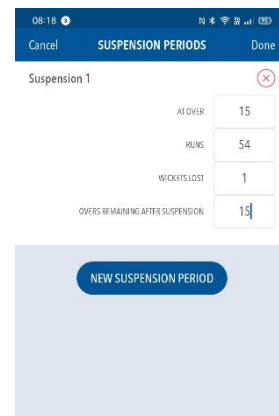 08:18
Cancel SUSPENSION PERIODS Done
Suspension 1
AT OVER 15
RUNS 54
WICKETS LOST 1
OVERS REMAINING AFTER SUSPENSION 15
NEW SUSPENSION PERIOD